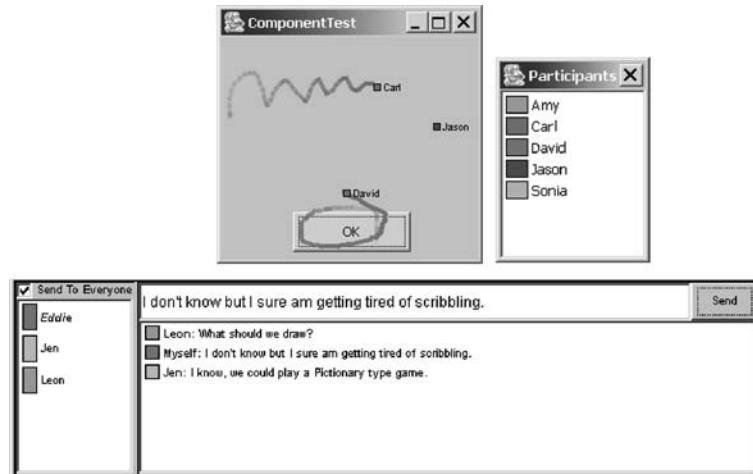 ComponentTest
Carl
Jason
David
OK
Participants
Amy
Carl
David
Jason
Sonia
Send To Everyone
Eddie
Jen
Leon
I don't know but I sure am getting tired of scribbling.
Send
Leon: What should we draw?
Myself: I don't know but I sure am getting tired of scribbling.
Jen: I know, we could play a Pictionary type game.